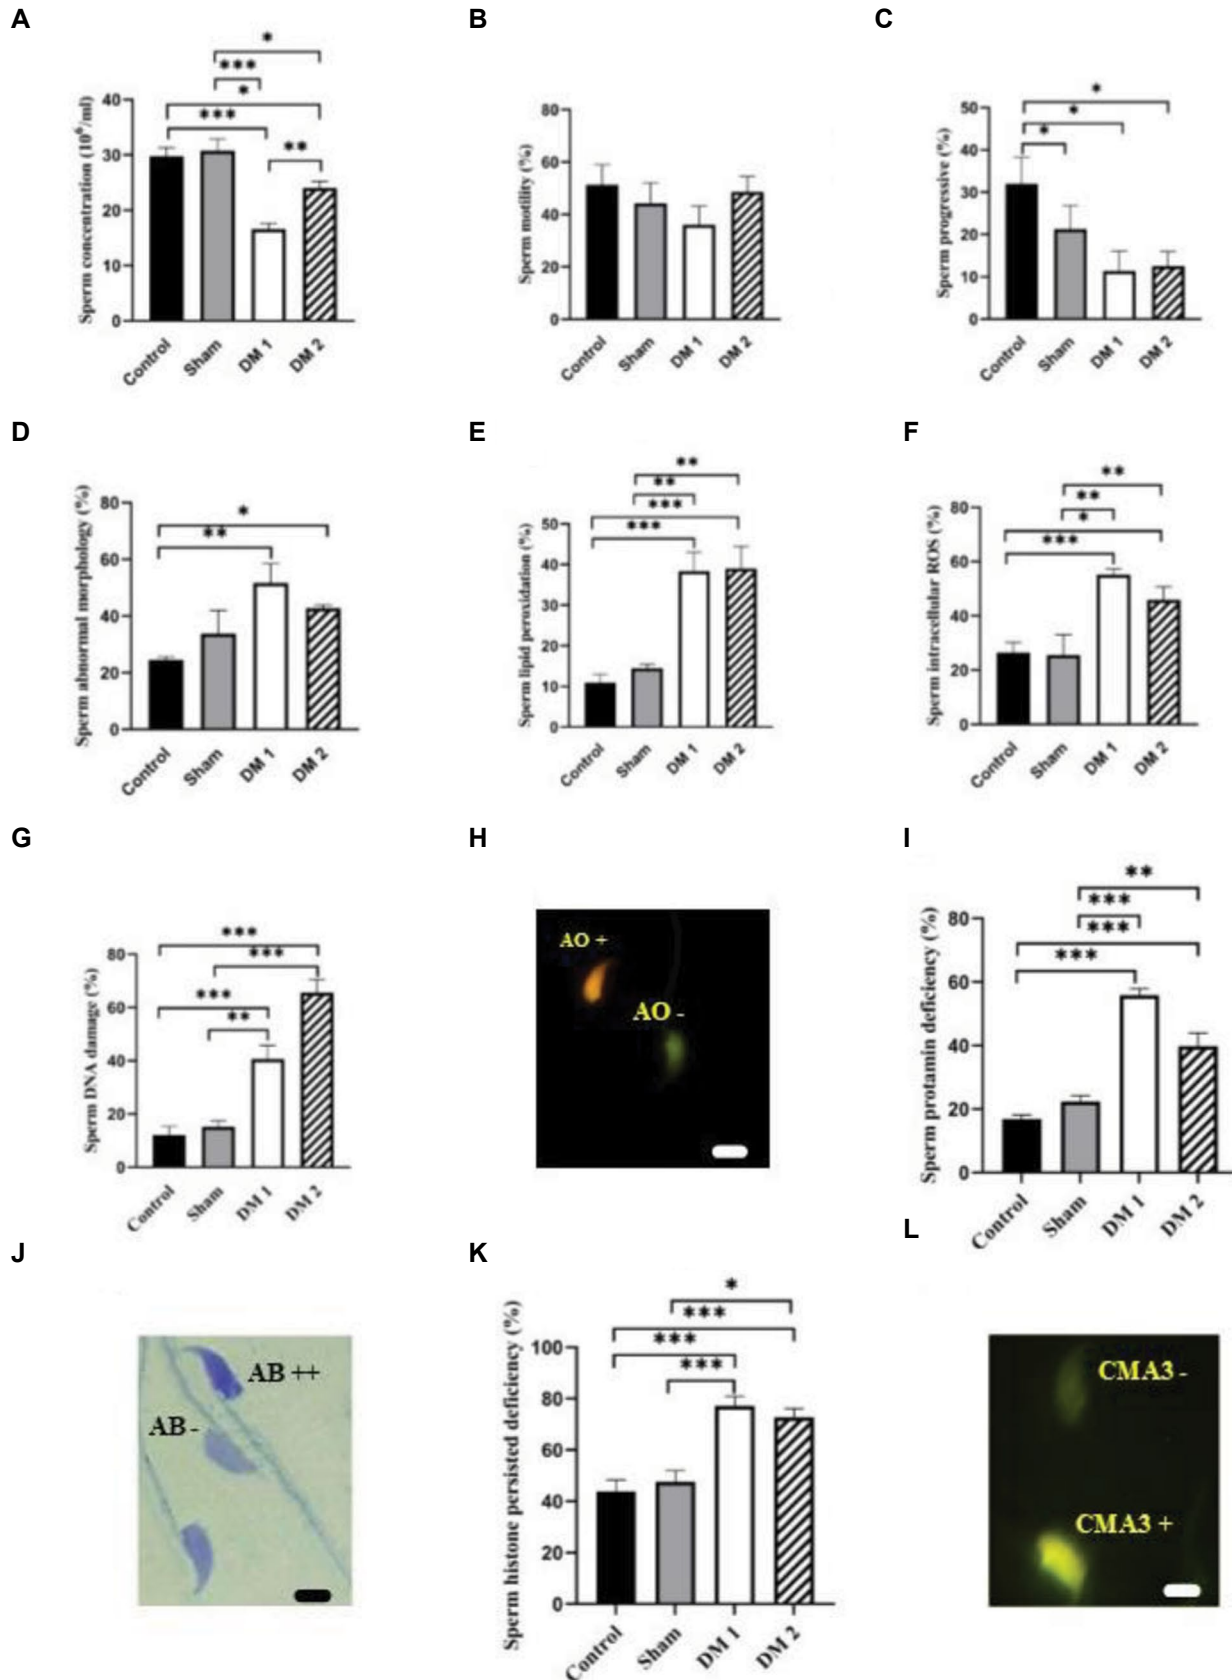 A
Sperm concentration (10⁶/ml)
40
30
20
10
0
*
***
*
***
**
Control
Sham
DM 1
DM 2
B
Sperm motility (%)
80
60
40
20
0
Control
Sham
DM 1
DM 2
C
Sperm progressive (%)
50
40
30
20
10
0
*
*
*
Control
Sham
DM 1
DM 2
D
Sperm abnormal morphology (%)
80
60
40
20
0
*
**
Control
Sham
DM 1
DM 2
E
Sperm lipid peruxidation (%)
50
40
30
20
10
0
**
**
***
***
Control
Sham
DM 1
DM 2
F
Sperm intracellular ROS (%)
80
60
40
20
0
**
**
*
***
Control
Sham
DM 1
DM 2
G
Sperm DNA damage (%)
80
60
40
20
0
***
***
***
**
Control
Sham
DM 1
DM 2
H
AO +
AO -
I
Sperm protamin deficiency (%)
80
60
40
20
0
**
***
***
***
Control
Sham
DM 1
DM 2
J
AB ++
AB -
K
Sperm histone persisted deficiency (%)
100
80
60
40
20
0
*
***
***
***
Control
Sham
DM 1
DM 2
L
CMA3 -
CMA3 +